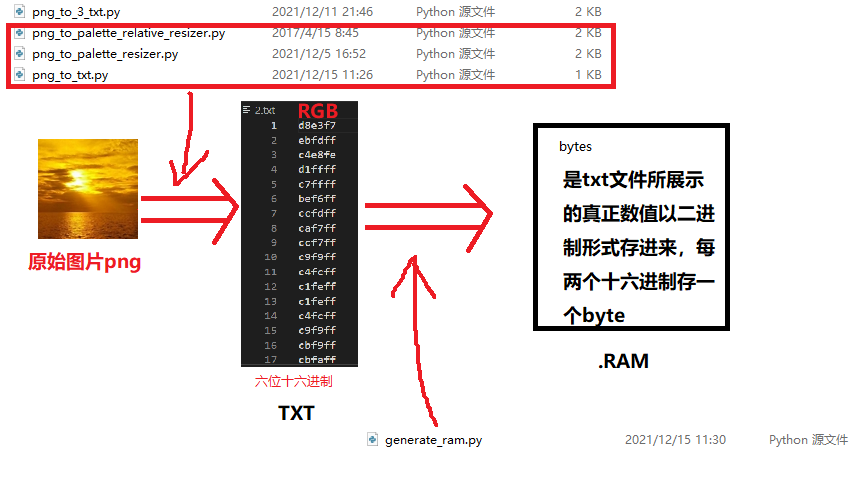 png_to_3_txt.py 2021/12/11 21:46 Python 源文件 2 KB
png_to_palette_relative_resizer.py 2017/4/15 8:45 Python 源文件 2 KB
png_to_palette_resizer.py 2021/12/5 16:52 Python 源文件 2 KB
png_to_txt.py 2021/12/15 11:26 Python 源文件 1 KB
2.txt RGB
1 d8e3f7
2 ebfdff
3 c4e8fe
4 d1ffff
5 c7ffff
6 bef6ff
7 ccfdff
8 caf7ff
9 ccf7ff
10 c9f9ff
11 c4fcff
12 c1feff
13 c1feff
14 c4fcff
15 c9f9ff
16 cbf9ff
17 cbfaff
原始图片png
六位十六进制
TXT
bytes
是txt文件所展示
的真正数值以二进
制形式存进来，每
两个十六进制存一
个byte
.RAM
generate_ram.py 2021/12/15 11:30 Python 源文件